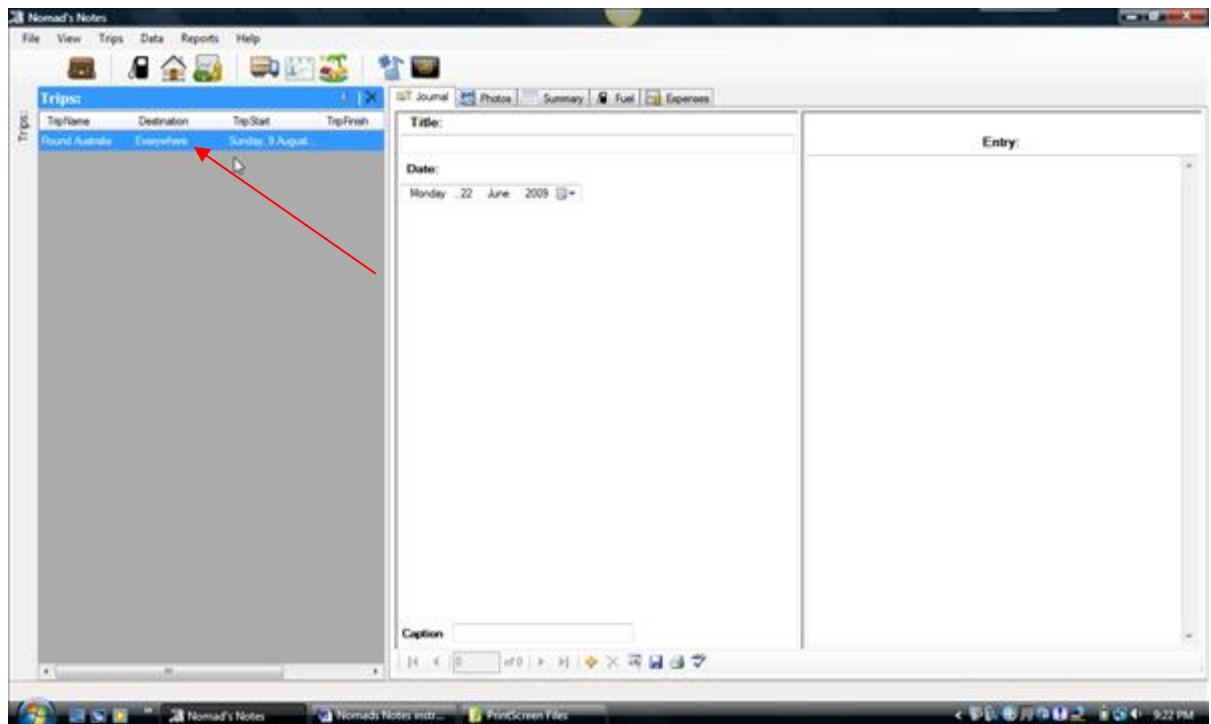 Nomad's Notes
File View Trips Data Reports Help
Trips:
Trips:
TripName Destination TripStart TripFinish
Round Australia Everywhere Sunday, 9 August...
Journal Photos Summary Fuel Expenses
Title:
Date:
Monday , 22 June 2009
Entry:
Caption
0 of 0
Nomad's Notes Nomads Notes instr... PrintScreen Files 9:22 PM